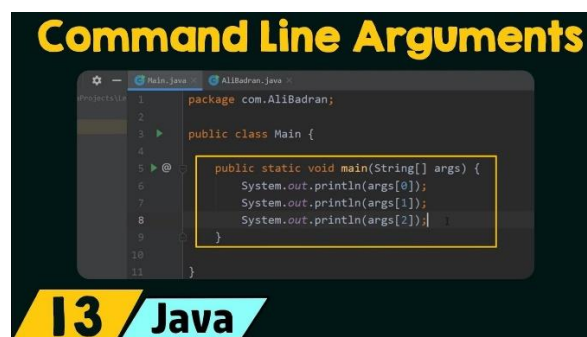 Command Line Arguments
Main.java
AliBadran.java
1 package com.AliBadran;
2
3 public class Main {
4
5 @ public static void main(String[] args) {
6 System.out.println(args[0]);
7 System.out.println(args[1]);
8 System.out.println(args[2]);
9 }
10
11 }
13 Java